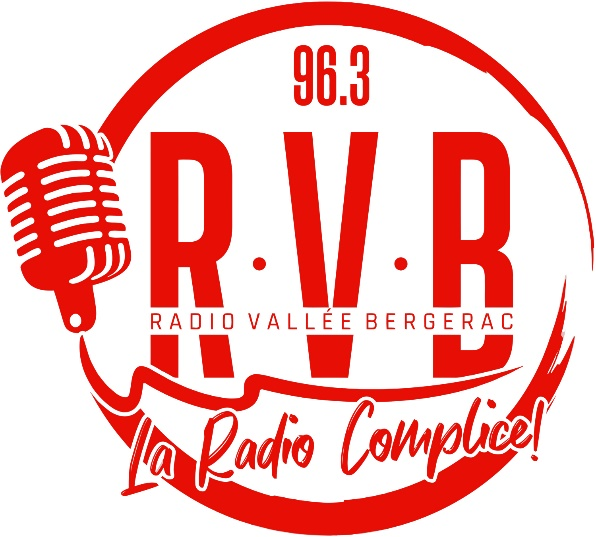 96.3
R·V·B
RADIO VALLÉE BERGERAC
La Radio Complice!